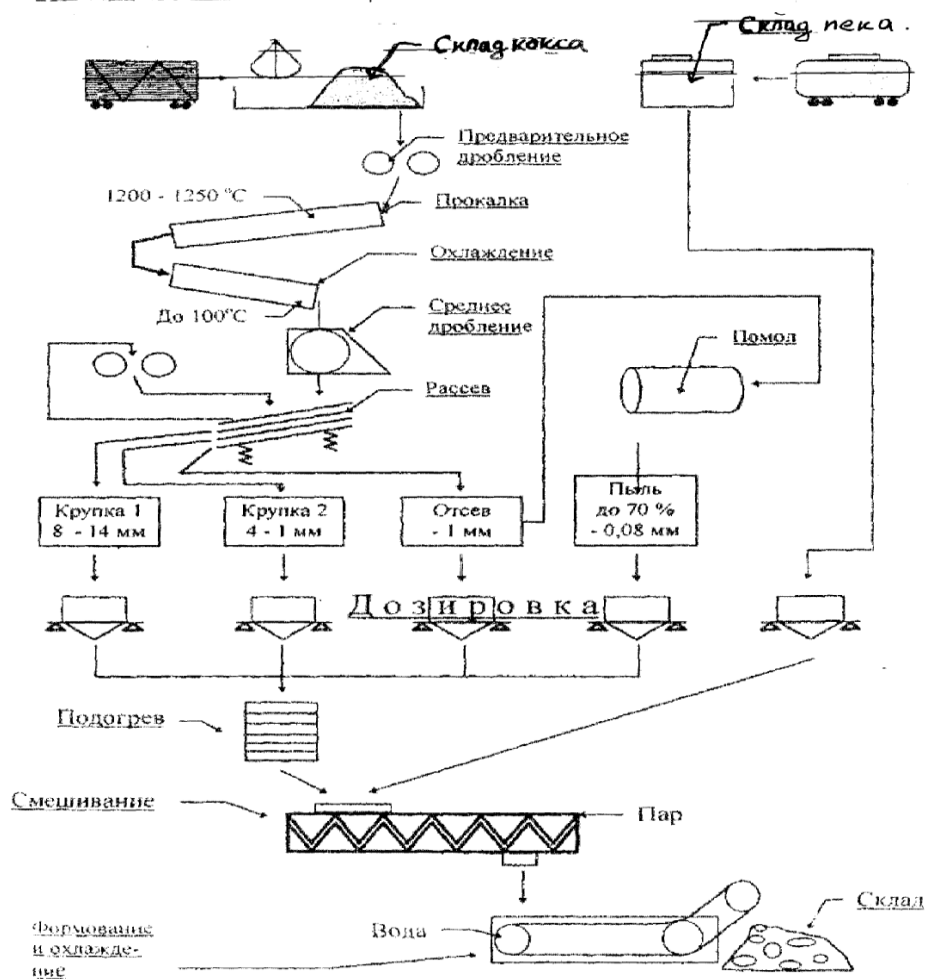 Склад кокса
Склад пека.
Предварительное
дробление
1200 - 1250 °С
Прокалка
Охлаждение
До 100°С
Среднее
дробление
Помол
Рассев
Крупка 1
8 - 14 мм
Крупка 2
4 - 1 мм
Отсев
- 1 мм
Пыль
до 70 %
- 0,08 мм
Дозировка
Подогрев
Смешивание
Пар
Склад
Вода
Формование
и охлажде-
ние